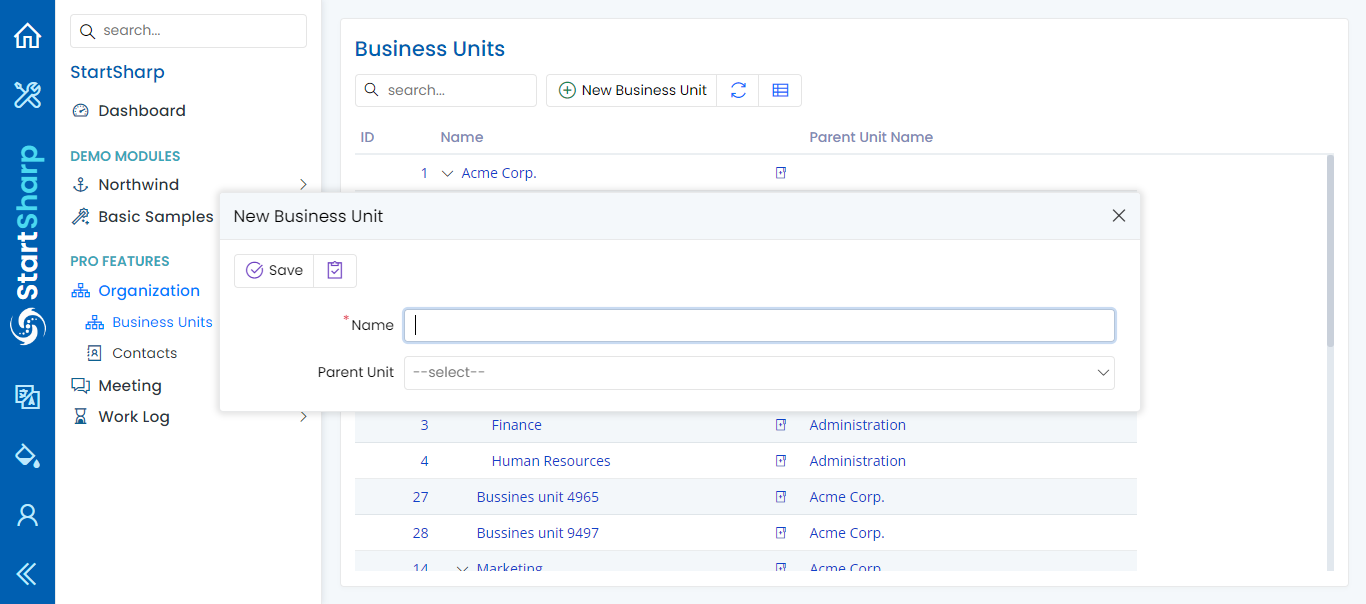 search...
StartSharp
Dashboard
DEMO MODULES
Northwind
Basic Samples
PRO FEATURES
Organization
Business Units
Contacts
Meeting
Work Log
StartSharp
Business Units
search...
New Business Unit
ID Name Parent Unit Name
1 Acme Corp.
New Business Unit
Save
* Name
Parent Unit --select--
3 Finance Administration
4 Human Resources Administration
27 Bussines unit 4965 Acme Corp.
28 Bussines unit 9497 Acme Corp.
14 Marketing Acme Corp.